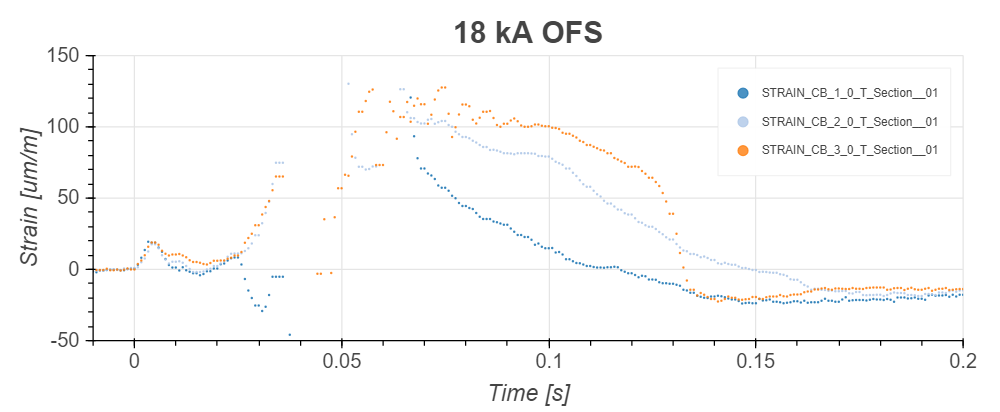 18 kA OFS
150
100
50
0
-50
Strain [um/m]
STRAIN_CB_1_0_T_Section__01
STRAIN_CB_2_0_T_Section__01
STRAIN_CB_3_0_T_Section__01
0 0.05 0.1 0.15 0.2
Time [s]